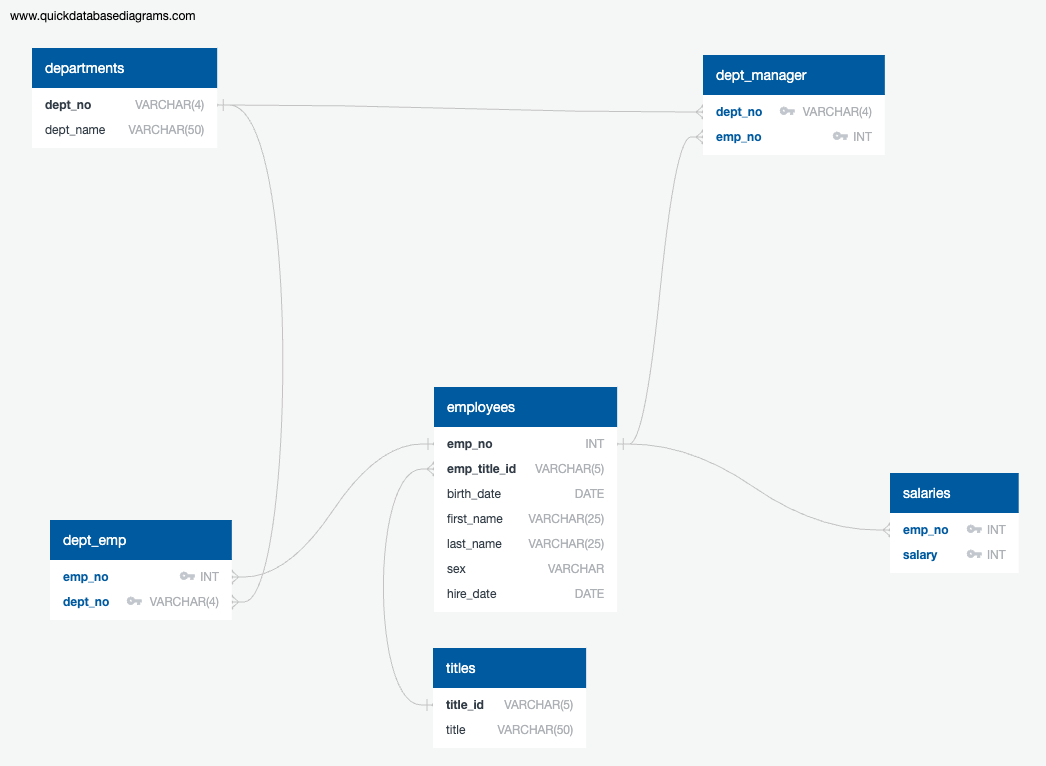 www.quickdatabasediagrams.com
departments
dept_no VARCHAR(4)
dept_name VARCHAR(50)
dept_manager
dept_no VARCHAR(4)
emp_no INT
employees
emp_no INT
emp_title_id VARCHAR(5)
birth_date DATE
first_name VARCHAR(25)
last_name VARCHAR(25)
sex VARCHAR
hire_date DATE
salaries
emp_no INT
salary INT
dept_emp
emp_no INT
dept_no VARCHAR(4)
titles
title_id VARCHAR(5)
title VARCHAR(50)